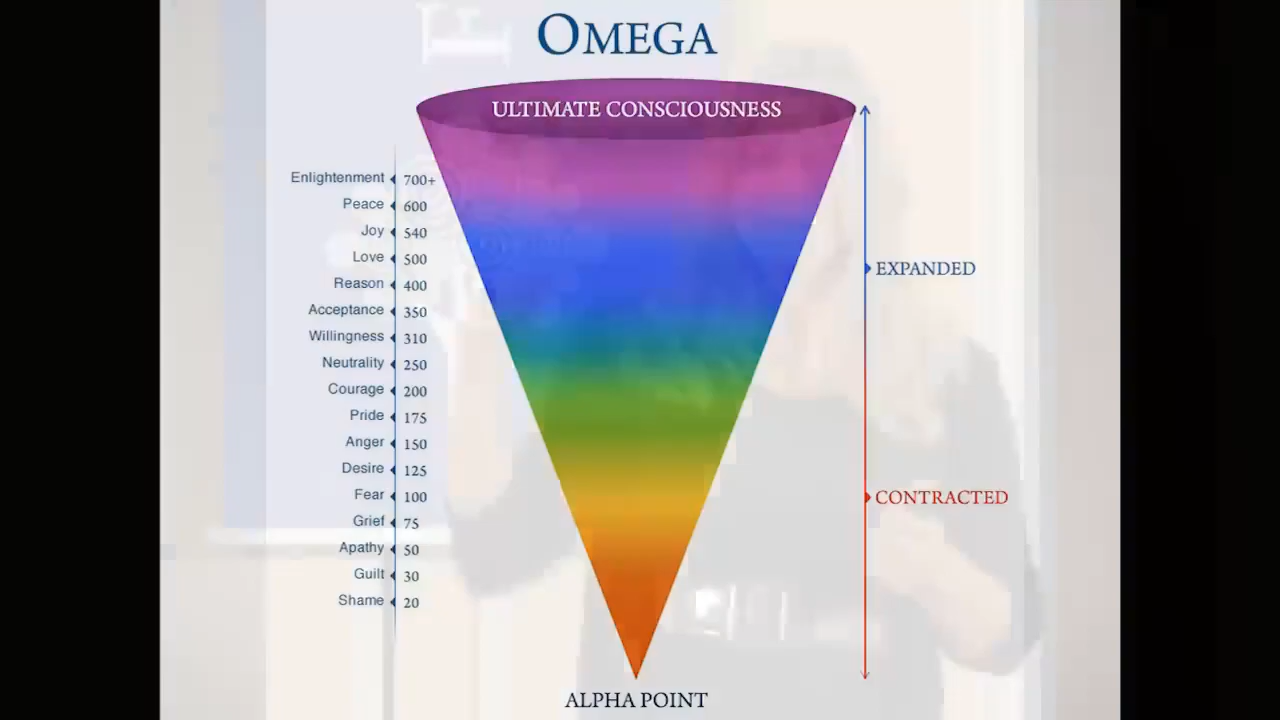 OMEGA
ULTIMATE CONSCIOUSNESS
Enlightenment 700+
Peace 600
Joy 540
Love 500
Reason 400
Acceptance 350
Willingness 310
Neutrality 250
Courage 200
Pride 175
Anger 150
Desire 125
Fear 100
Grief 75
Apathy 50
Guilt 30
Shame 20
EXPANDED
CONTRACTED
ALPHA POINT